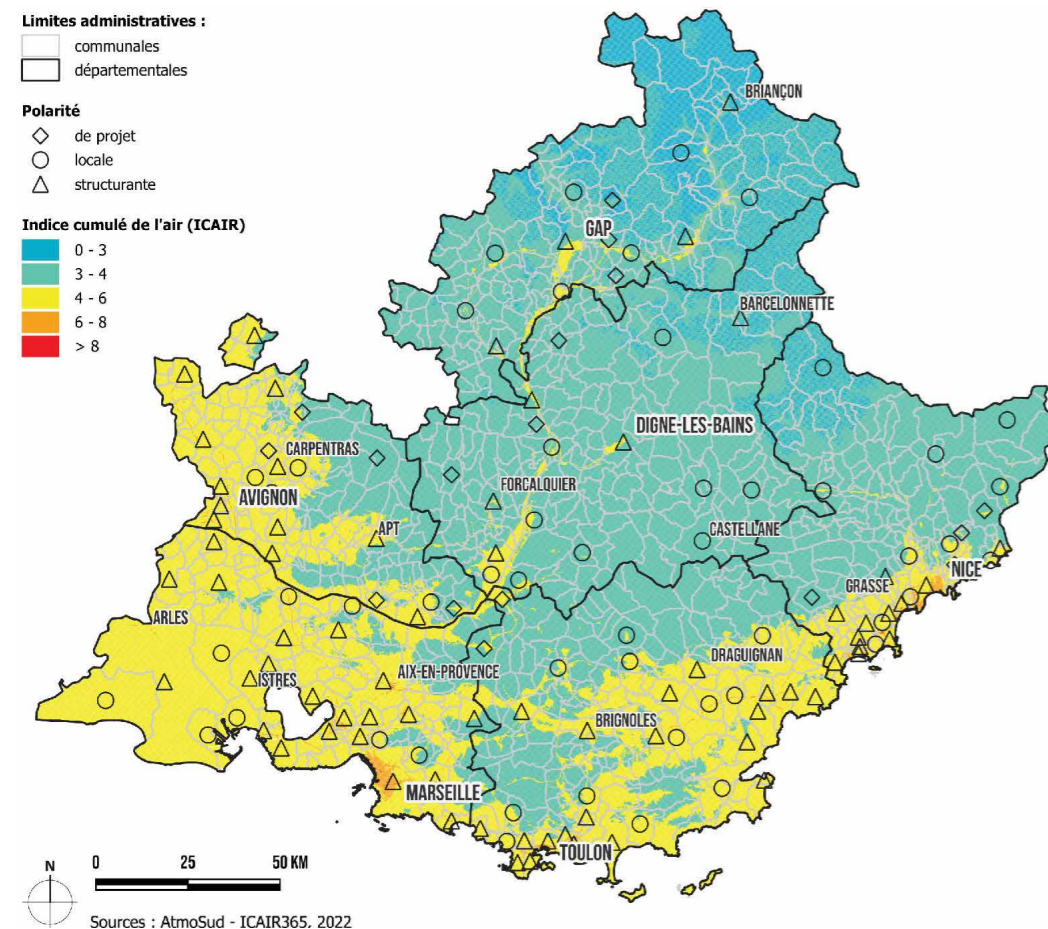 Limites administratives :
communales
départementales
Polarité
de projet
locale
structurante
Indice cumulé de l'air (ICAIR)
0 - 3
3 - 4
4 - 6
6 - 8
> 8
BRIANÇON
GAP
BARCELONNETTE
DIGNE-LES-BAINS
CARPENTRAS
FORCALQUIER
AVIGNON
APT
CASTELLANE
NICE
GRASSE
ARLES
DRAGUIGNAN
AIX-EN-PROVENCE
ISTRES
BRIGNOLES
MARSEILLE
TOULON
N
0 25 50 KM
Sources : AtmoSud - ICAIR365, 2022